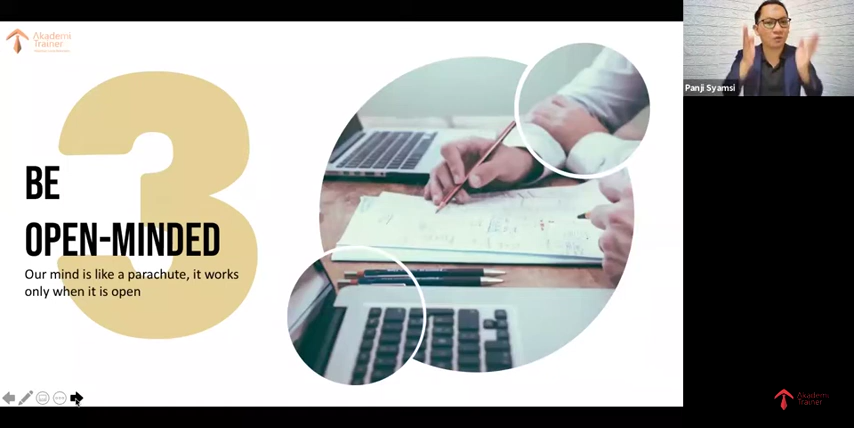 Akademi
Trainer
3
BE
OPEN-MINDED
Our mind is like a parachute, it works
only when it is open
Panji Syamsi
Akademi
Trainer